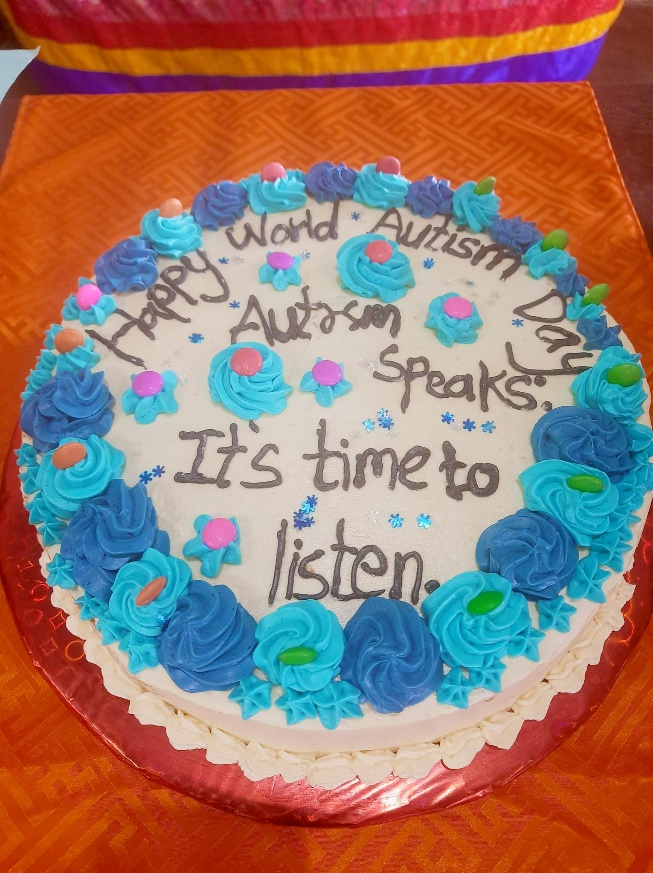 Happy World Autism Day
Autism
Speaks:
It's time to
listen.